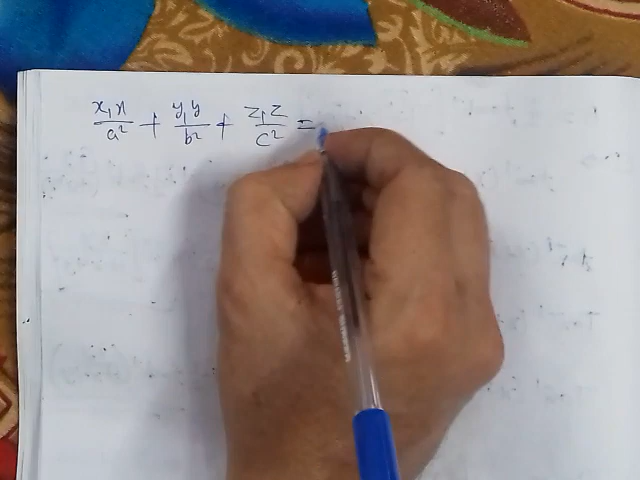 x₁x/a² + y₁y/b² + z₁z/c² =